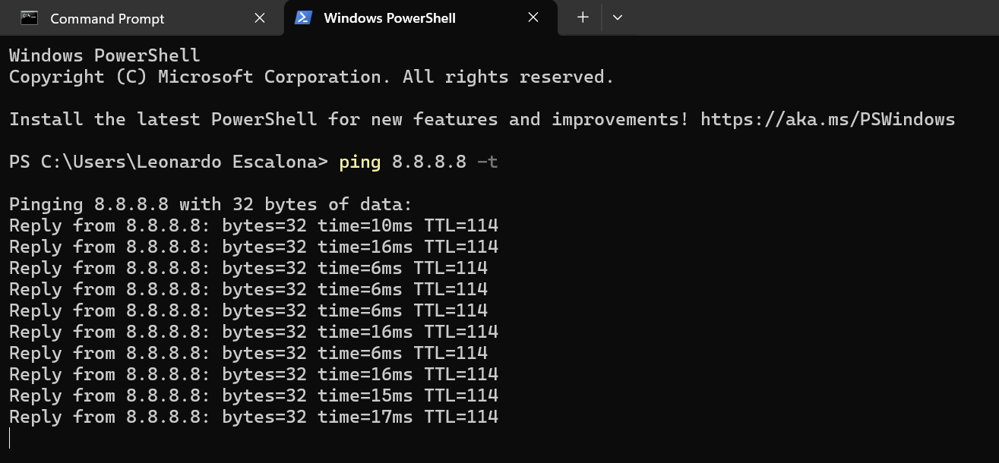 Command Prompt
Windows PowerShell
Windows PowerShell
Copyright (C) Microsoft Corporation. All rights reserved.
Install the latest PowerShell for new features and improvements! https://aka.ms/PSWindows
PS C:\Users\Leonardo Escalona> ping 8.8.8.8 -t
Pinging 8.8.8.8 with 32 bytes of data:
Reply from 8.8.8.8: bytes=32 time=10ms TTL=114
Reply from 8.8.8.8: bytes=32 time=16ms TTL=114
Reply from 8.8.8.8: bytes=32 time=6ms TTL=114
Reply from 8.8.8.8: bytes=32 time=6ms TTL=114
Reply from 8.8.8.8: bytes=32 time=6ms TTL=114
Reply from 8.8.8.8: bytes=32 time=16ms TTL=114
Reply from 8.8.8.8: bytes=32 time=6ms TTL=114
Reply from 8.8.8.8: bytes=32 time=16ms TTL=114
Reply from 8.8.8.8: bytes=32 time=15ms TTL=114
Reply from 8.8.8.8: bytes=32 time=17ms TTL=114